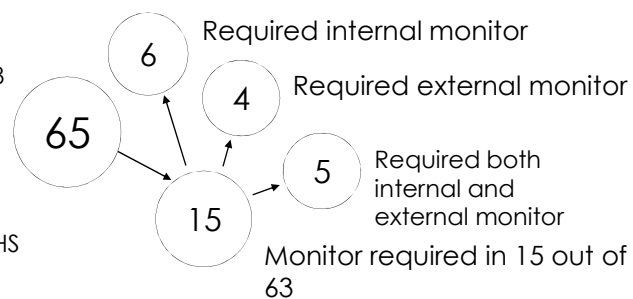 Required internal monitor
6
Required external monitor
4
65
5
Required both
internal and
external monitor
15
HS
Monitor required in 15 out of
63